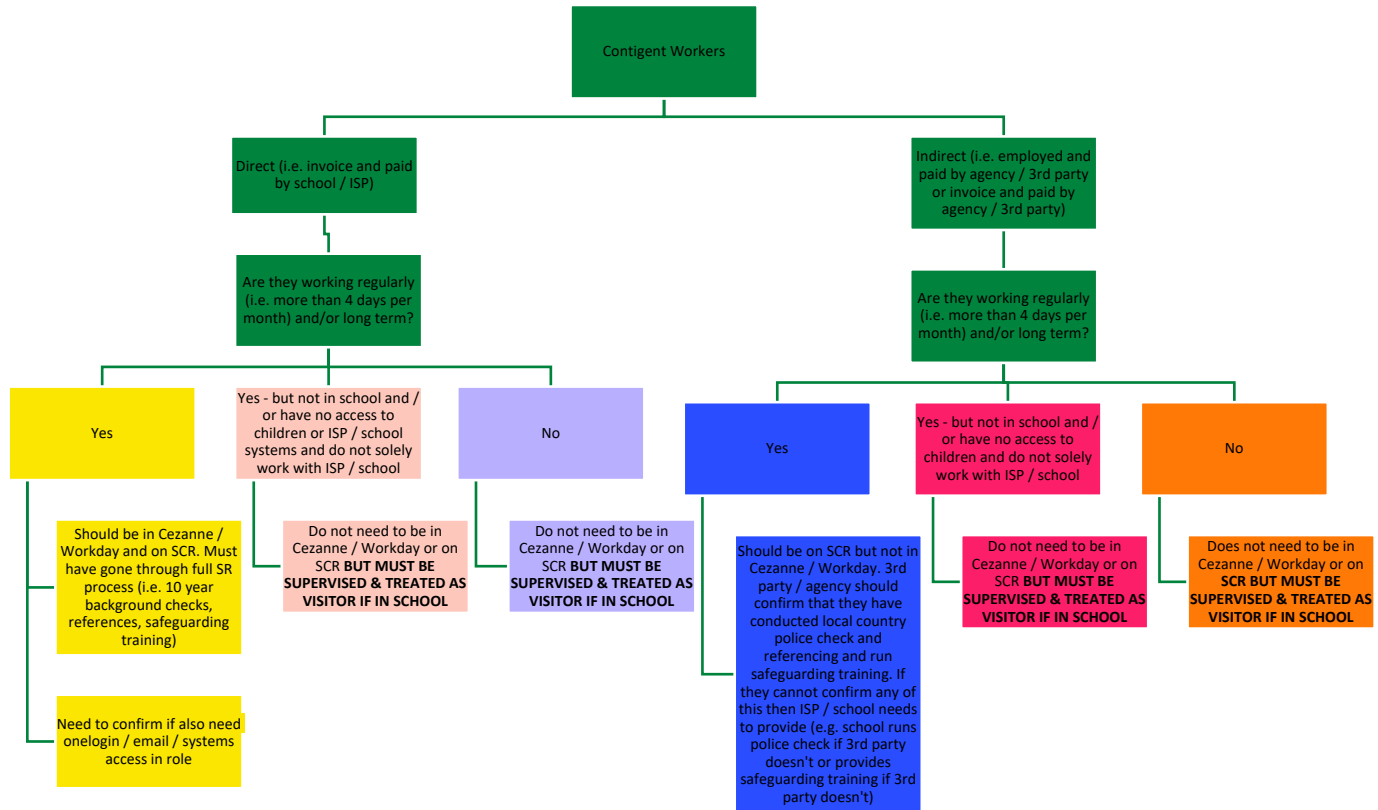 Contigent Workers
Direct (i.e. invoice and paid
by school / ISP)
Indirect (i.e. employed and
paid by agency / 3rd party
or invoice and paid by
agency / 3rd party)
Are they working regularly
(i.e. more than 4 days per
month) and/or long term?
Are they working regularly
(i.e. more than 4 days per
month) and/or long term?
Yes
Yes - but not in school and /
or have no access to
children or ISP / school
systems and do not solely
work with ISP / school
No
Yes
Yes - but not in school and /
or have no access to
children and do not solely
work with ISP / school
No
Should be in Cezanne /
Workday and on SCR. Must
have gone through full SR
process (i.e. 10 year
background checks,
references, safeguarding
training)
Need to confirm if also need
onelogin / email / systems
access in role
Do not need to be in
Cezanne / Workday or on
SCR BUT MUST BE
SUPERVISED & TREATED AS
VISITOR IF IN SCHOOL
Do not need to be in
Cezanne / Workday or on
SCR BUT MUST BE
SUPERVISED & TREATED AS
VISITOR IF IN SCHOOL
Should be on SCR but not in
Cezanne / Workday. 3rd
party / agency should
confirm that they have
conducted local country
police check and
referencing and run
safeguarding training. If
they cannot confirm any of
this then ISP / school needs
to provide (e.g. school runs
police check if 3rd party
doesn't or provides
safeguarding training if 3rd
party doesn't)
Do not need to be in
Cezanne / Workday or on
SCR BUT MUST BE
SUPERVISED & TREATED AS
VISITOR IF IN SCHOOL
Does not need to be in
Cezanne / Workday or on
SCR BUT MUST BE
SUPERVISED & TREATED AS
VISITOR IF IN SCHOOL